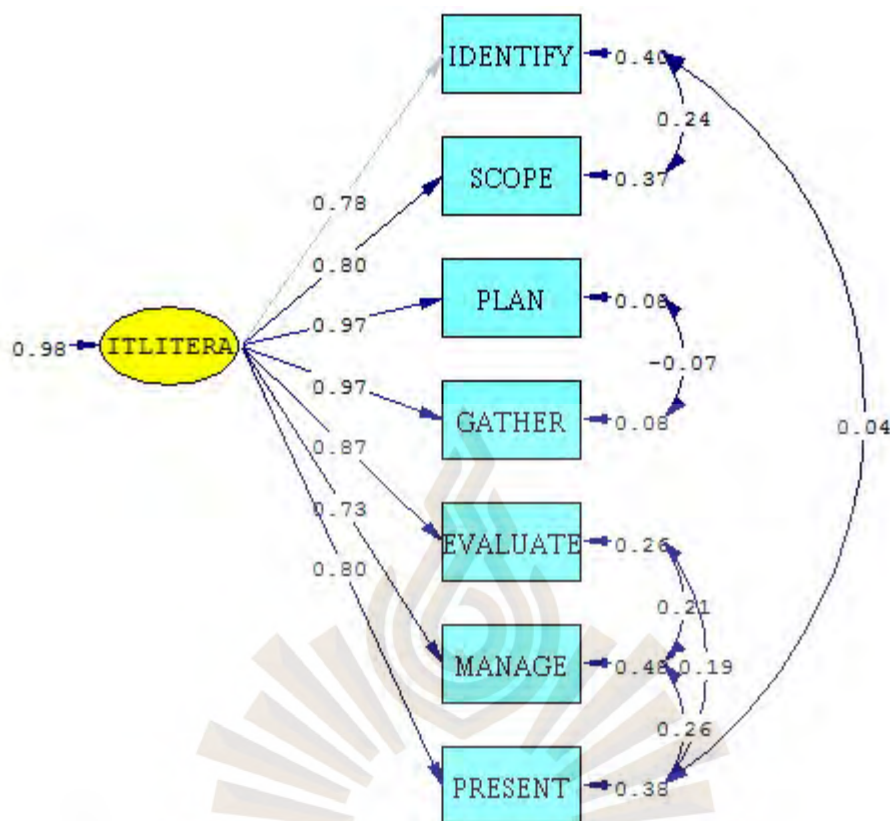 IDENTIFY 0.40
0.24
SCOPE 0.37
0.78
0.80
PLAN 0.08
0.97
0.98 ITLITERA
-0.07
0.97
GATHER 0.08
0.04
0.87
0.73
EVALUATE 0.26
0.80
0.21
MANAGE 0.48 0.19
0.26
PRESENT 0.38